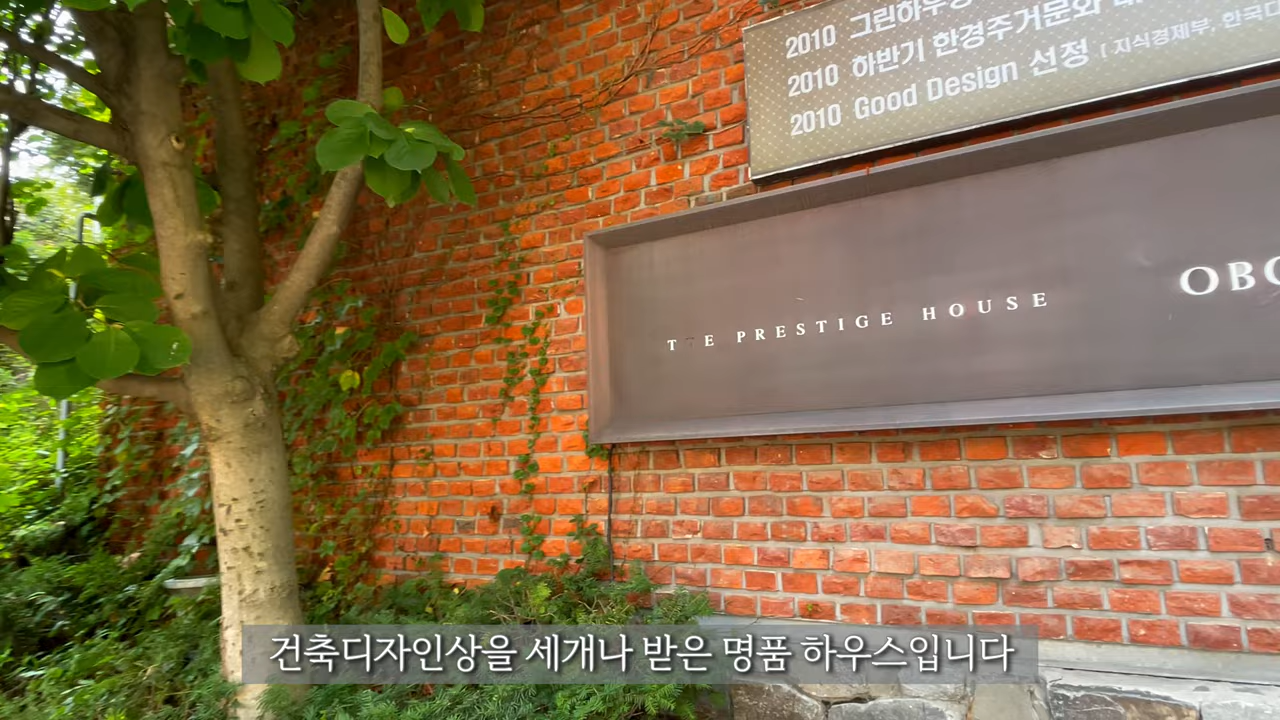 2010 그린하우징
2010 하반기 한경주거문화 대
2010 Good Design 선정 ( 지식경제부, 한국디
T E PRESTIGE HOUSE
OBO
건축디자인상을 세개나 받은 명품 하우스입니다